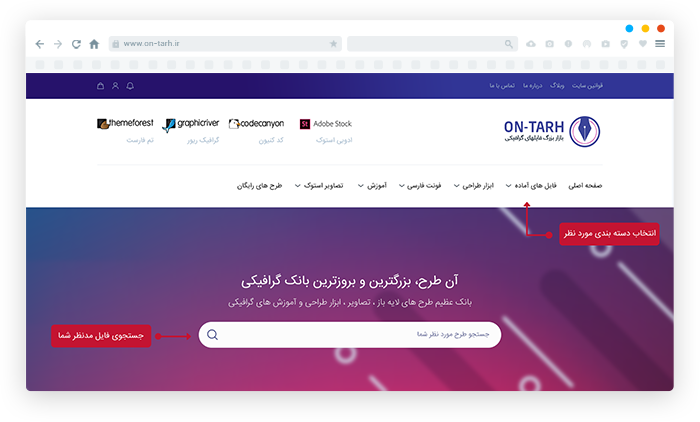 www.on-tarh.ir
قوانین سایت وبلاگ درباره ما تماس با ما
ON-TARH
بازار بزرگ فایلهای گرافیکی
St Adobe Stock
ادوبی استوک
codecanyon
کد کنیون
graphicriver
گرافیک ریور
themeforest
تم فارست
صفحه اصلی فایل های آماده ابزار طراحی فونت فارسی آموزش تصاویر استوک طرح های رایگان
انتخاب دسته بندی مورد نظر
آن طرح، بزرگترین و بروزترین بانک گرافیکی
بانک عظیم طرح های لایه باز ، تصاویر ، ابزار طراحی و آموزش های گرافیکی
جستجو طرح مورد نظر شما
جستجوی فایل مدنظر شما